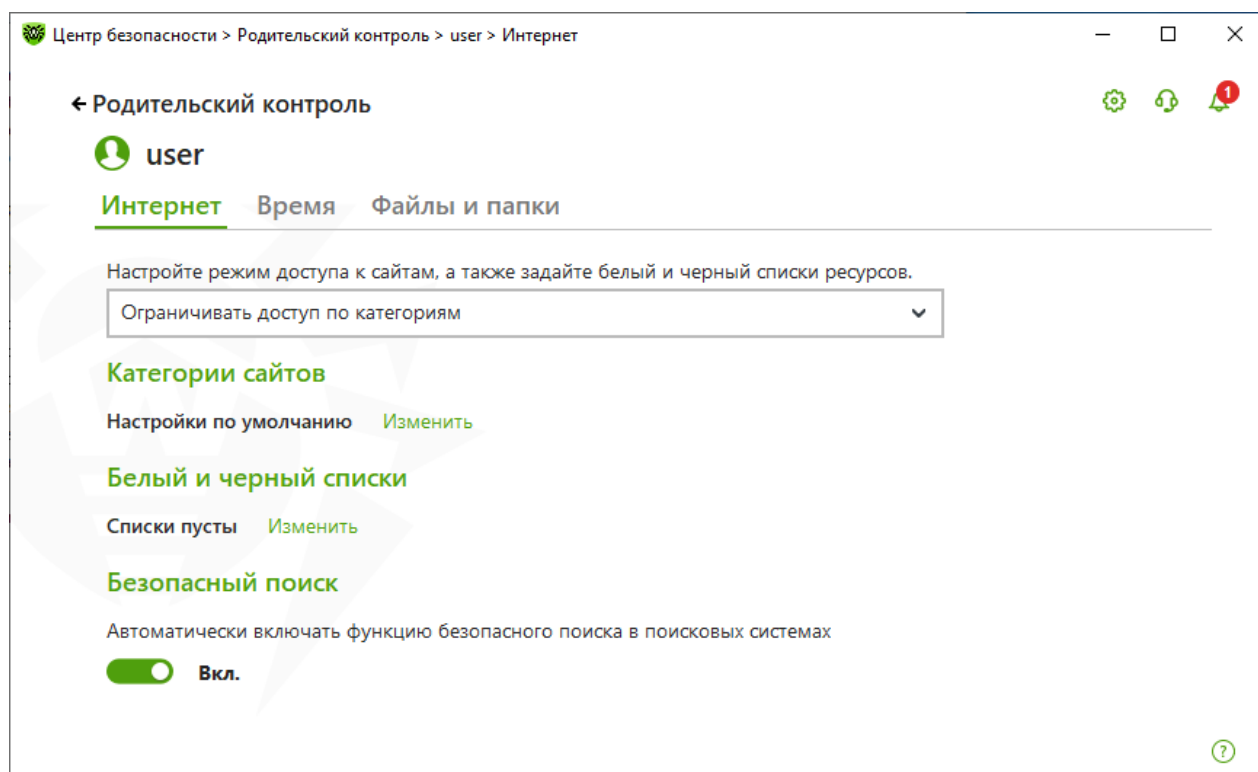 Центр безопасности > Родительский контроль > user > Интернет
Родительский контроль
1
user
Интернет Время Файлы и папки
Настройте режим доступа к сайтам, а также задайте белый и черный списки ресурсов.
Ограничивать доступ по категориям
Категории сайтов
Настройки по умолчанию Изменить
Белый и черный списки
Списки пусты Изменить
Безопасный поиск
Автоматически включать функцию безопасного поиска в поисковых системах
Вкл.
?